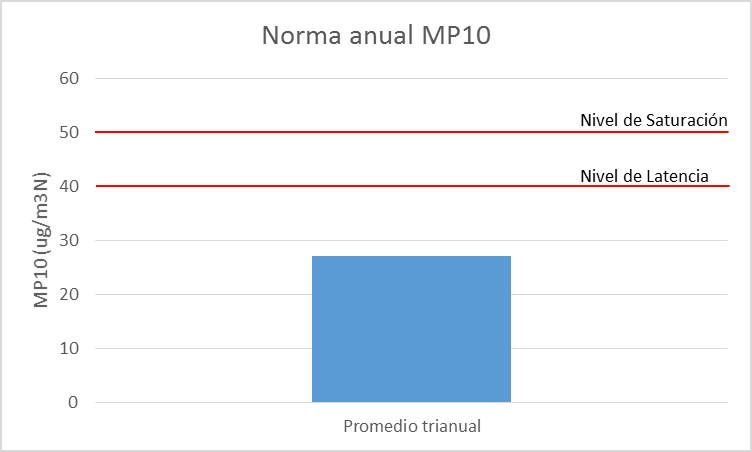 Norma anual MP10
60
50
40
30
20
10
0
MP10 (ug/m3N)
Nivel de Saturación
Nivel de Latencia
Promedio trianual